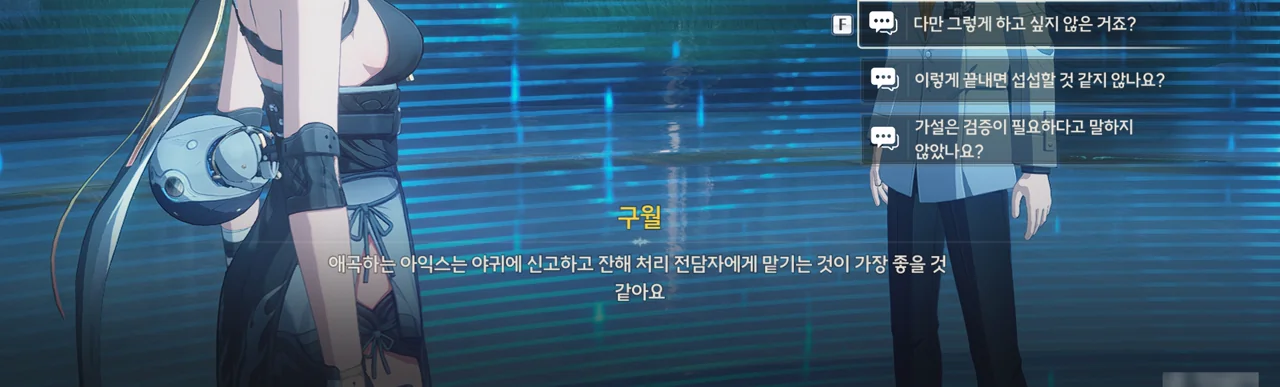 F
다만 그렇게 하고 싶지 않은 거죠?
이렇게 끝내면 섭섭할 것 같지 않나요?
가설은 검증이 필요하다고 말하지
않았나요?
구월
애곡하는 아익스는 야귀에 신고하고 잔해 처리 전담자에게 맡기는 것이 가장 좋을 것
같아요